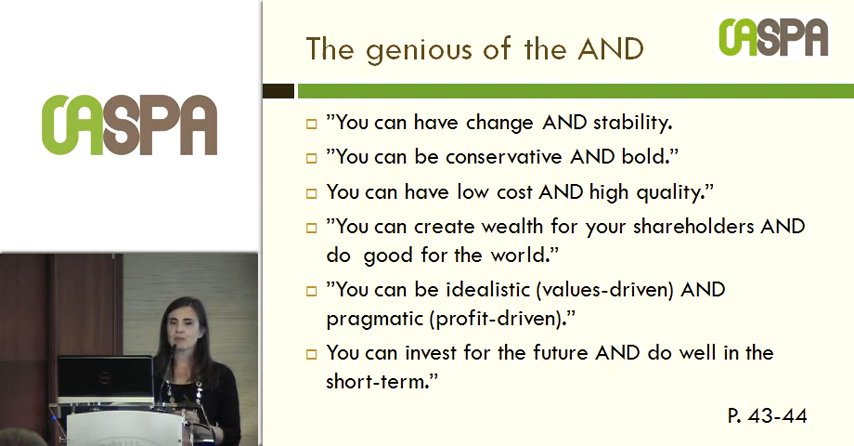 OASPA
The genious of the AND
OASPA
”You can have change AND stability.
”You can be conservative AND bold.”
You can have low cost AND high quality.”
”You can create wealth for your shareholders AND
do good for the world.”
”You can be idealistic (values-driven) AND
pragmatic (profit-driven).”
You can invest for the future AND do well in the
short-term.”
P. 43-44